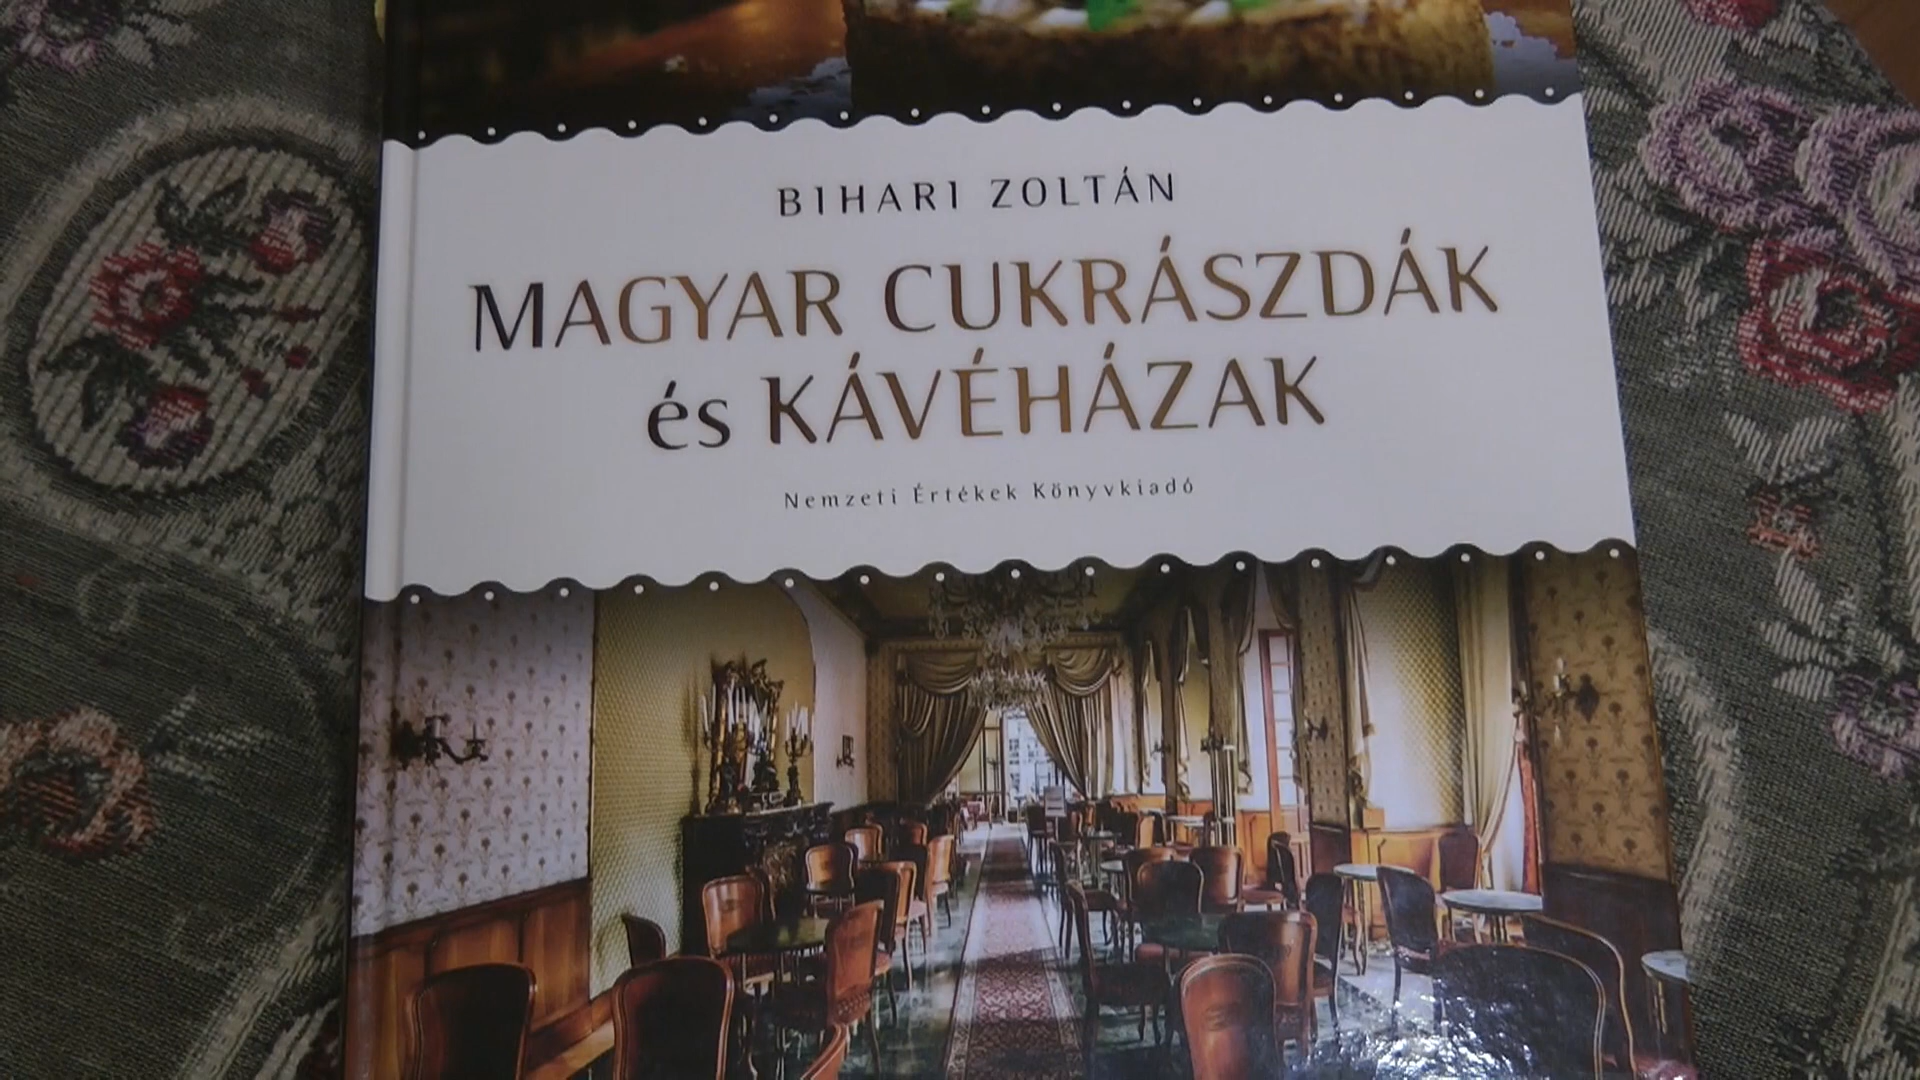 BIHARI ZOLTÁN
MAGYAR CUKRÁSZDÁK
és KÁVÉHÁZAK
Nemzeti Értékek Könyvkiadó